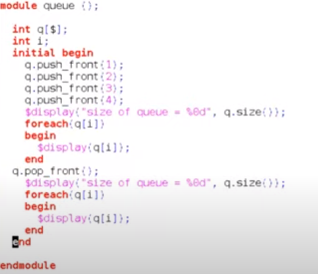 module queue ();
int q[$];
int i;
initial begin
q.push_front(1);
q.push_front(2);
q.push_front(3);
q.push_front(4);
$display("size of queue = %0d", q.size());
foreach(q[i])
begin
$display(q[i]);
end
q.pop_front();
$display("size of queue = %0d", q.size());
foreach(q[i])
begin
$display(q[i]);
end
end
endmodule